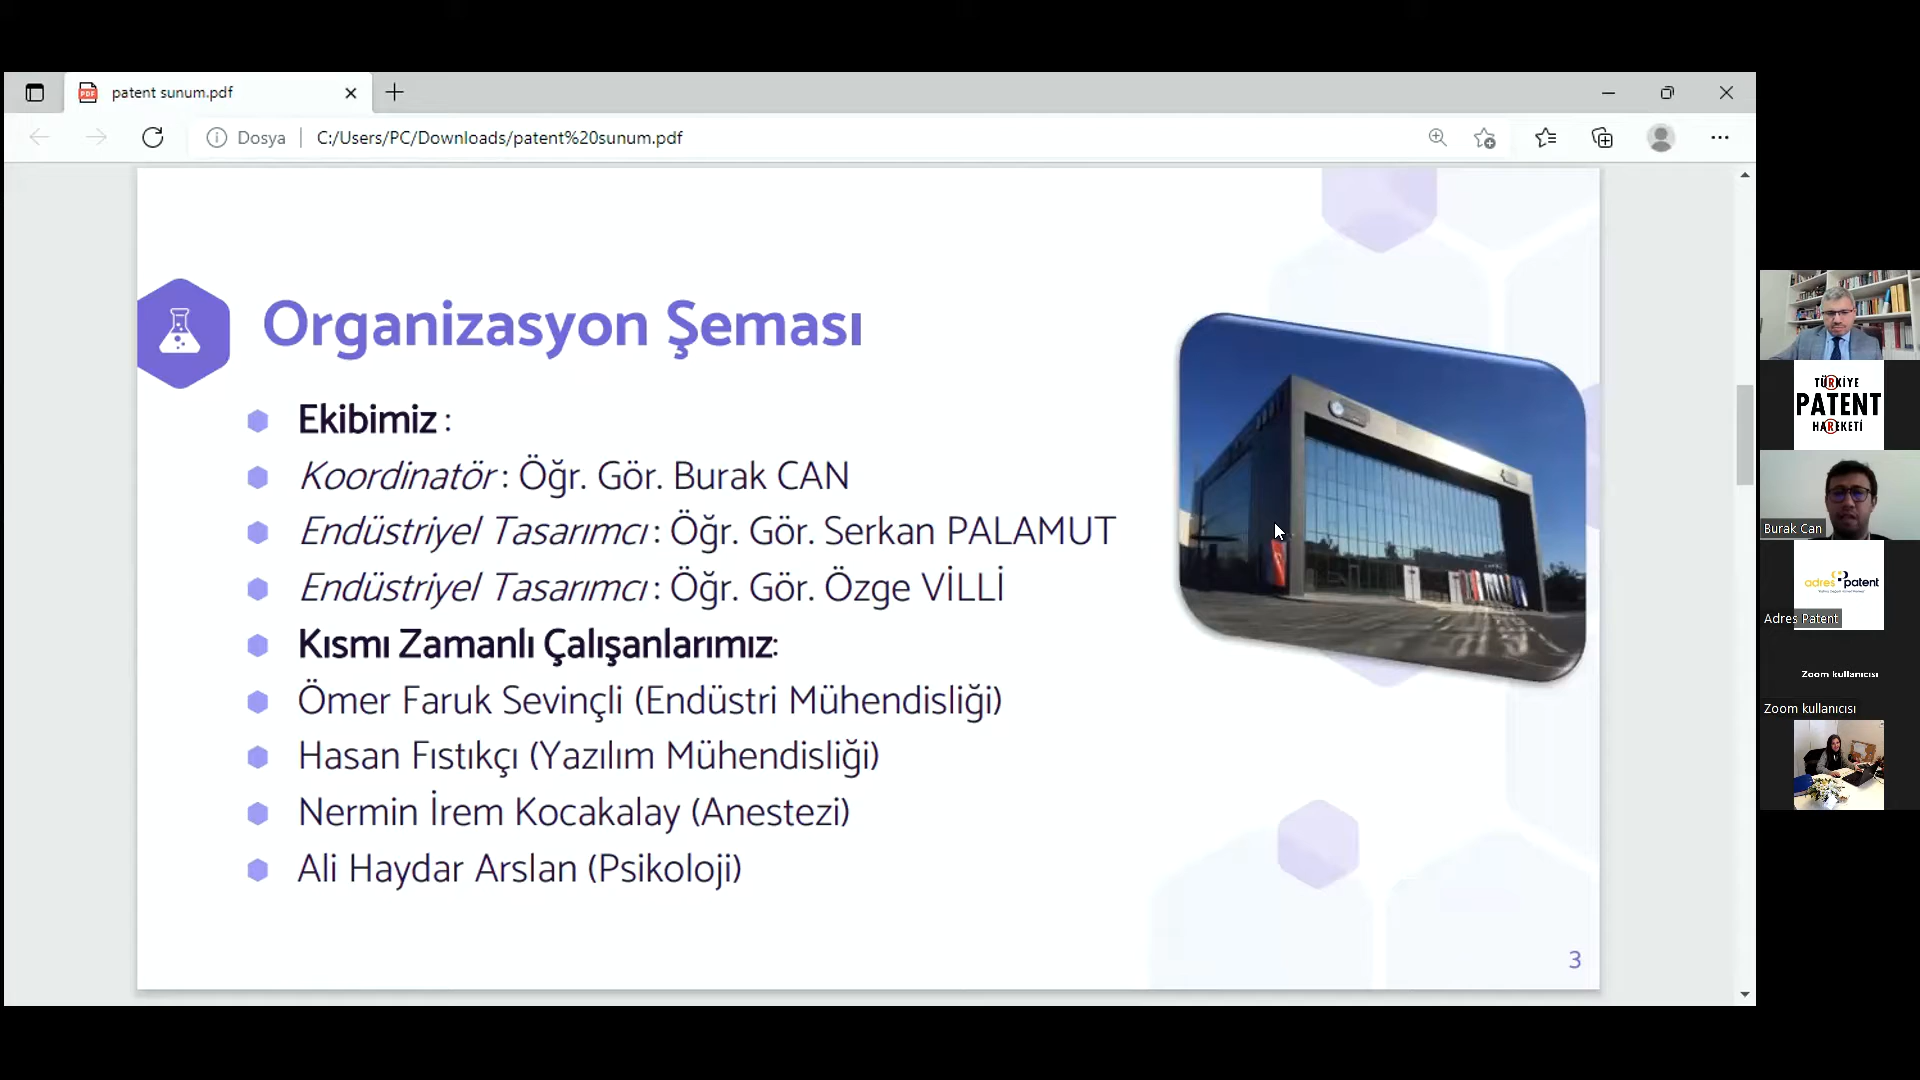 patent sunum.pdf
Dosya
C:/Users/PC/Downloads/patent%20sunum.pdf
Organizasyon Şeması
Ekibimiz :
Koordinatör : Öğr. Gör. Burak CAN
Endüstriyel Tasarımcı : Öğr. Gör. Serkan PALAMUT
Endüstriyel Tasarımcı : Öğr. Gör. Özge VİLLİ
Kısmı Zamanlı Çalışanlarımız:
Ömer Faruk Sevinçli (Endüstri Mühendisliği)
Hasan Fıstıkçı (Yazılım Mühendisliği)
Nermin İrem Kocakalay (Anestezi)
Ali Haydar Arslan (Psikoloji)
3
TÜRKİYE
PATENT
HAREKETİ
Burak Can
adres patent
Adres Patent
Zoom kullanıcısı
Zoom kullanıcısı